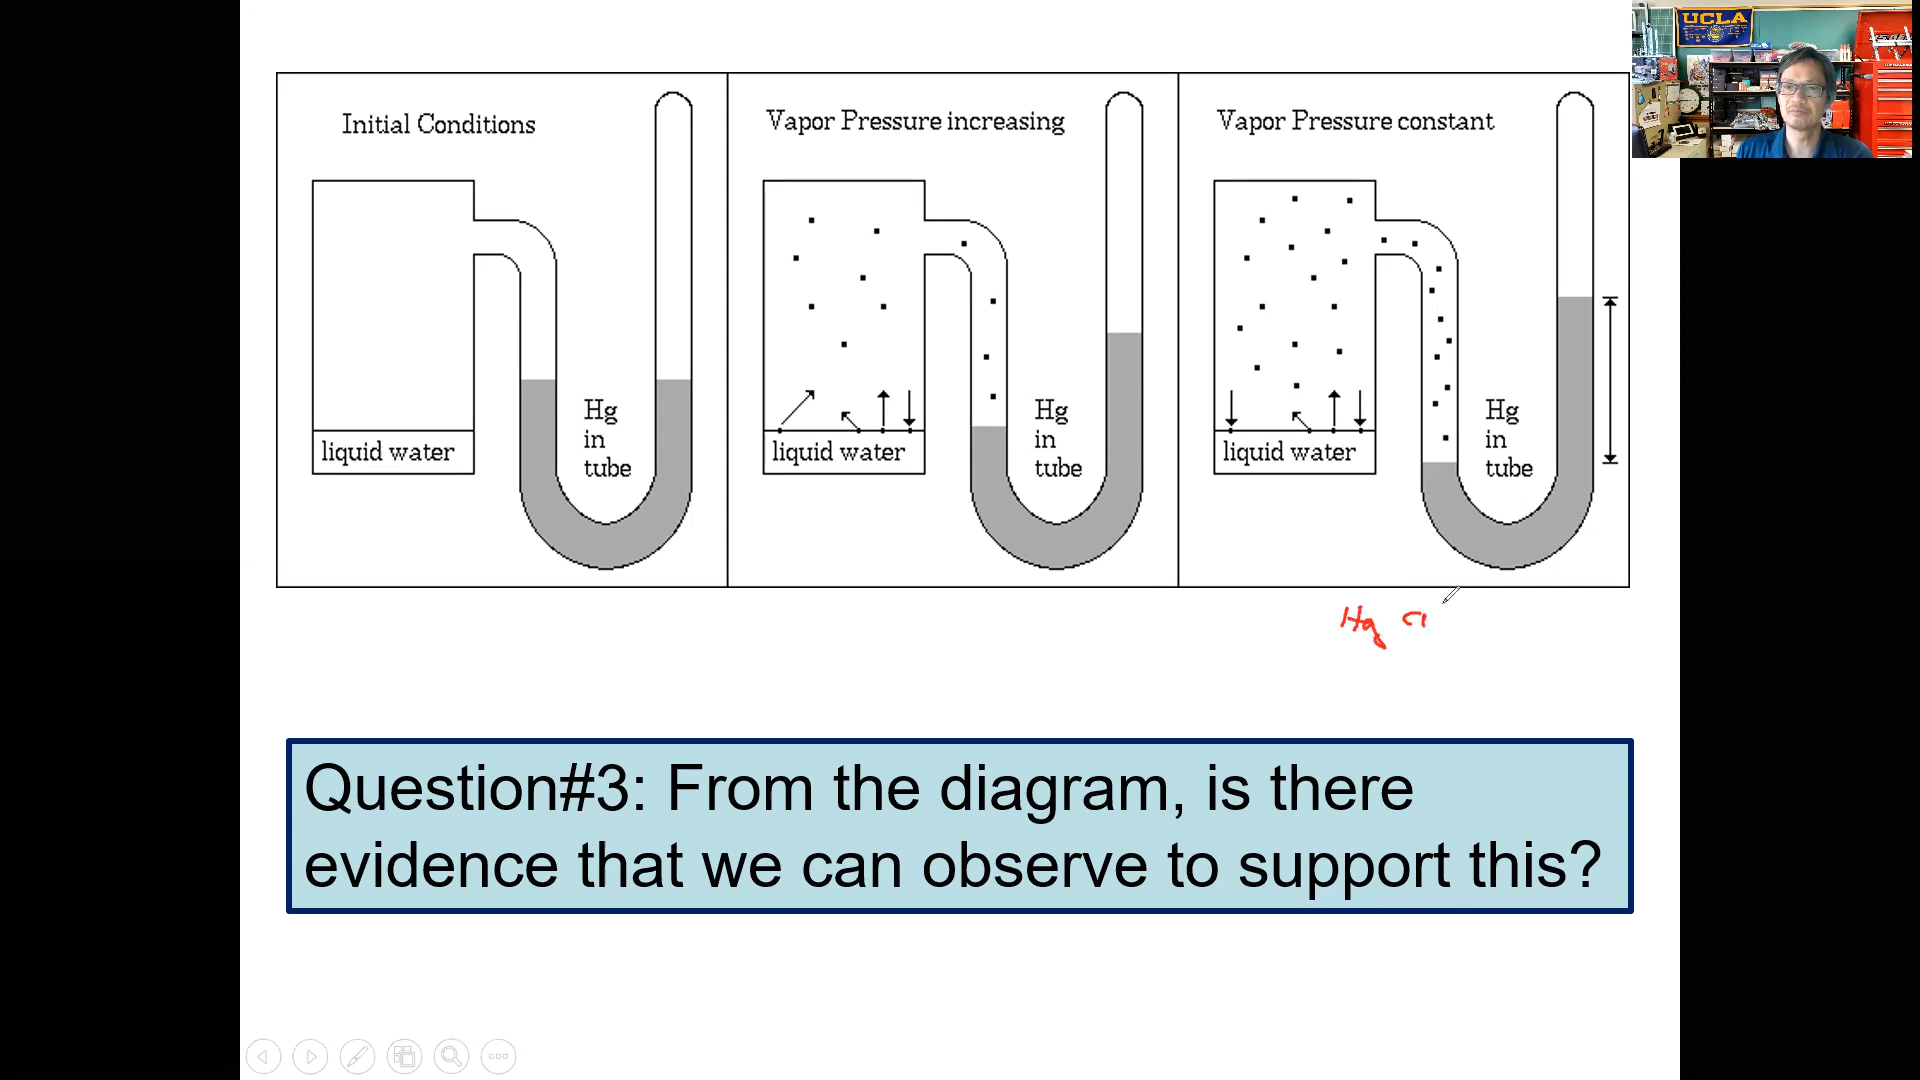 UCLA
Initial Conditions
liquid water
Hg
in
tube
Vapor Pressure increasing
liquid water
Hg
in
tube
Vapor Pressure constant
liquid water
Hg
in
tube
Hg
Question#3: From the diagram, is there
evidence that we can observe to support this?